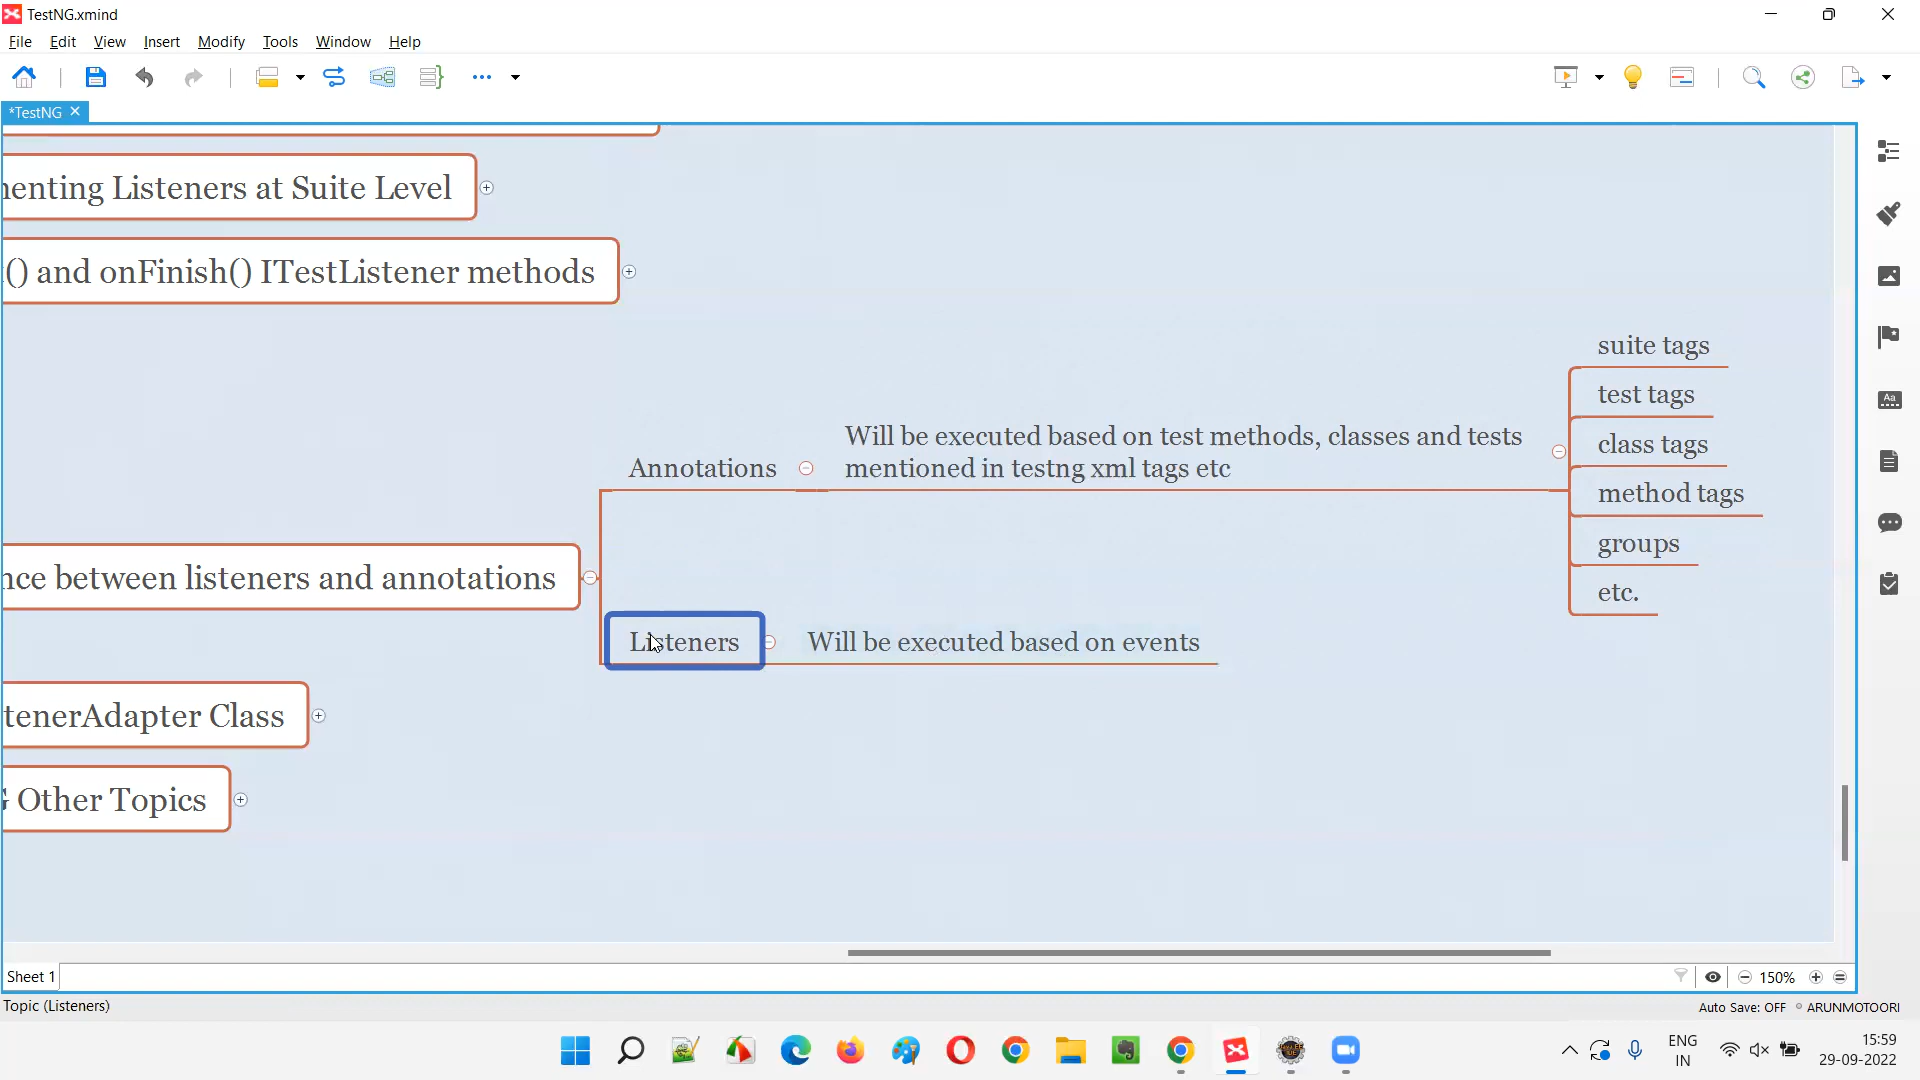 TestNG.xmind
File Edit View Insert Modify Tools Help
*TestNG
menting Listeners at Suite Level
() and onFinish() ITestListener methods
suite tags
test tags
Will be executed based on test methods, classes and tests
mentioned in testng xml tags etc
class tags
Annotations
method tags
groups
nce between listeners and annotations
etc.
Listeners
Will be executed based on events
tenerAdapter Class
Other Topics
Sheet 1
150%
Topic (Listeners)
Auto Save: OFF
ARUNMOTOORI
ENG
IN
15:59
29-09-2022